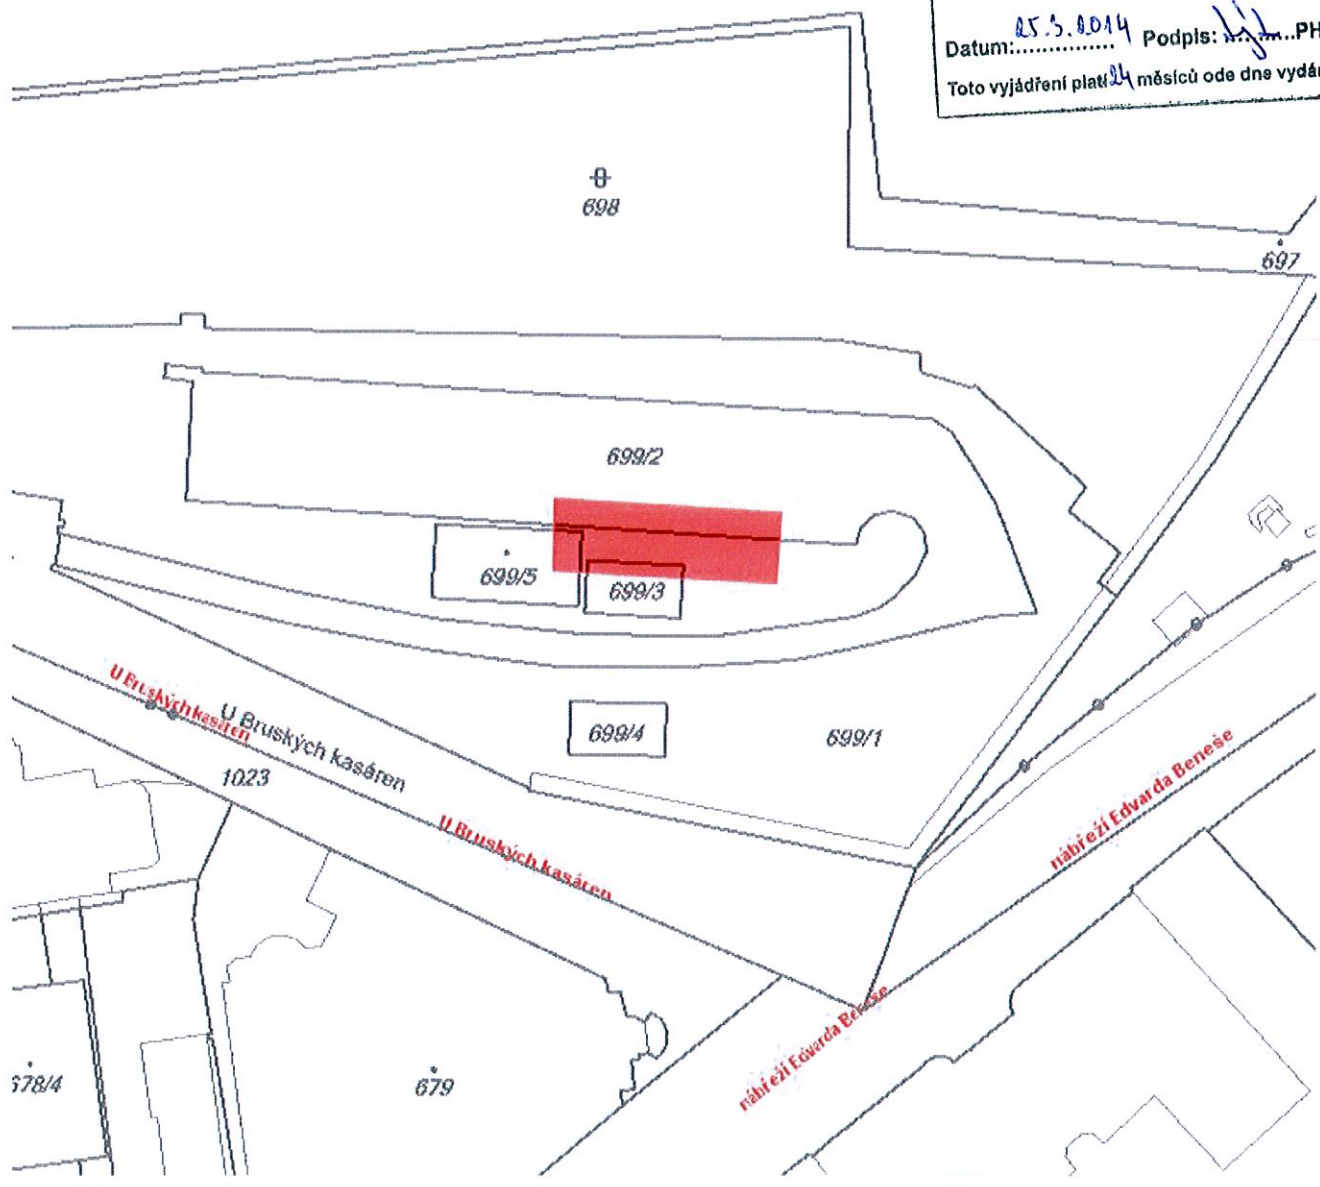 Datum: 25.3.2014 Podpis:
Toto vyjádření platí 24 měsíců ode dne vydán
698
697
699/2
699/5
699/3
U Bruských kasáren
U Bruských kasáren
1023
699/4
699/1
U Bruských kasáren
nábřeží Edvarda Beneše
nábřeží Edvarda Beneše
678/4
679